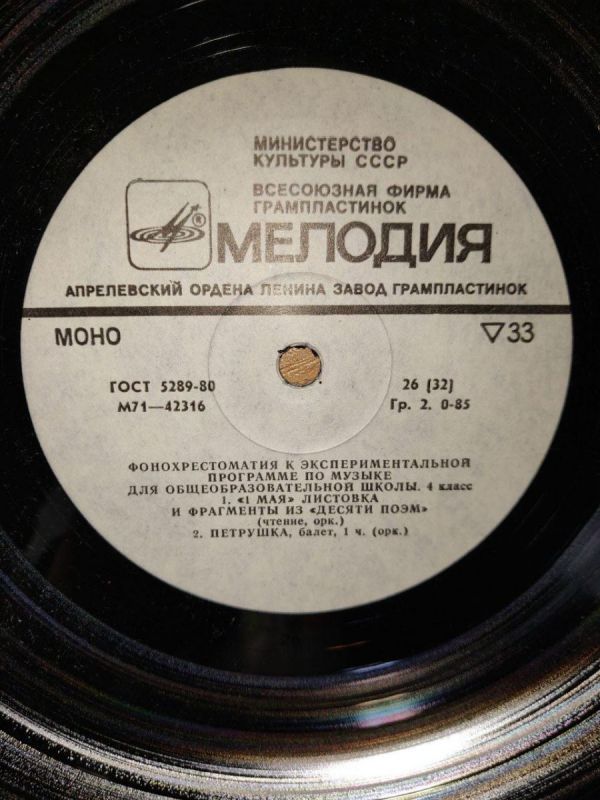 МИНИСТЕРСТВО
КУЛЬТУРЫ СССР
ВСЕСОЮЗНАЯ ФИРМА
ГРАМПЛАСТИНОК
®
МЕЛОДИЯ
АПРЕЛЕВСКИЙ ОРДЕНА ЛЕНИНА ЗАВОД ГРАМПЛАСТИНОК
МОНО ▽33
ГОСТ 5289-80 26 (32)
М71—42316 Гр. 2. 0-85
ФОНОХРЕСТОМАТИЯ К ЭКСПЕРИМЕНТАЛЬНОЙ
ПРОГРАММЕ ПО МУЗЫКЕ
ДЛЯ ОБЩЕОБРАЗОВАТЕЛЬНОЙ ШКОЛЫ. 4 класс
1. «1 МАЯ» ЛИСТОВКА
И ФРАГМЕНТЫ ИЗ «ДЕСЯТИ ПОЭМ»
(чтение, орк.)
2. ПЕТРУШКА, балет, 1 ч. (орк.)